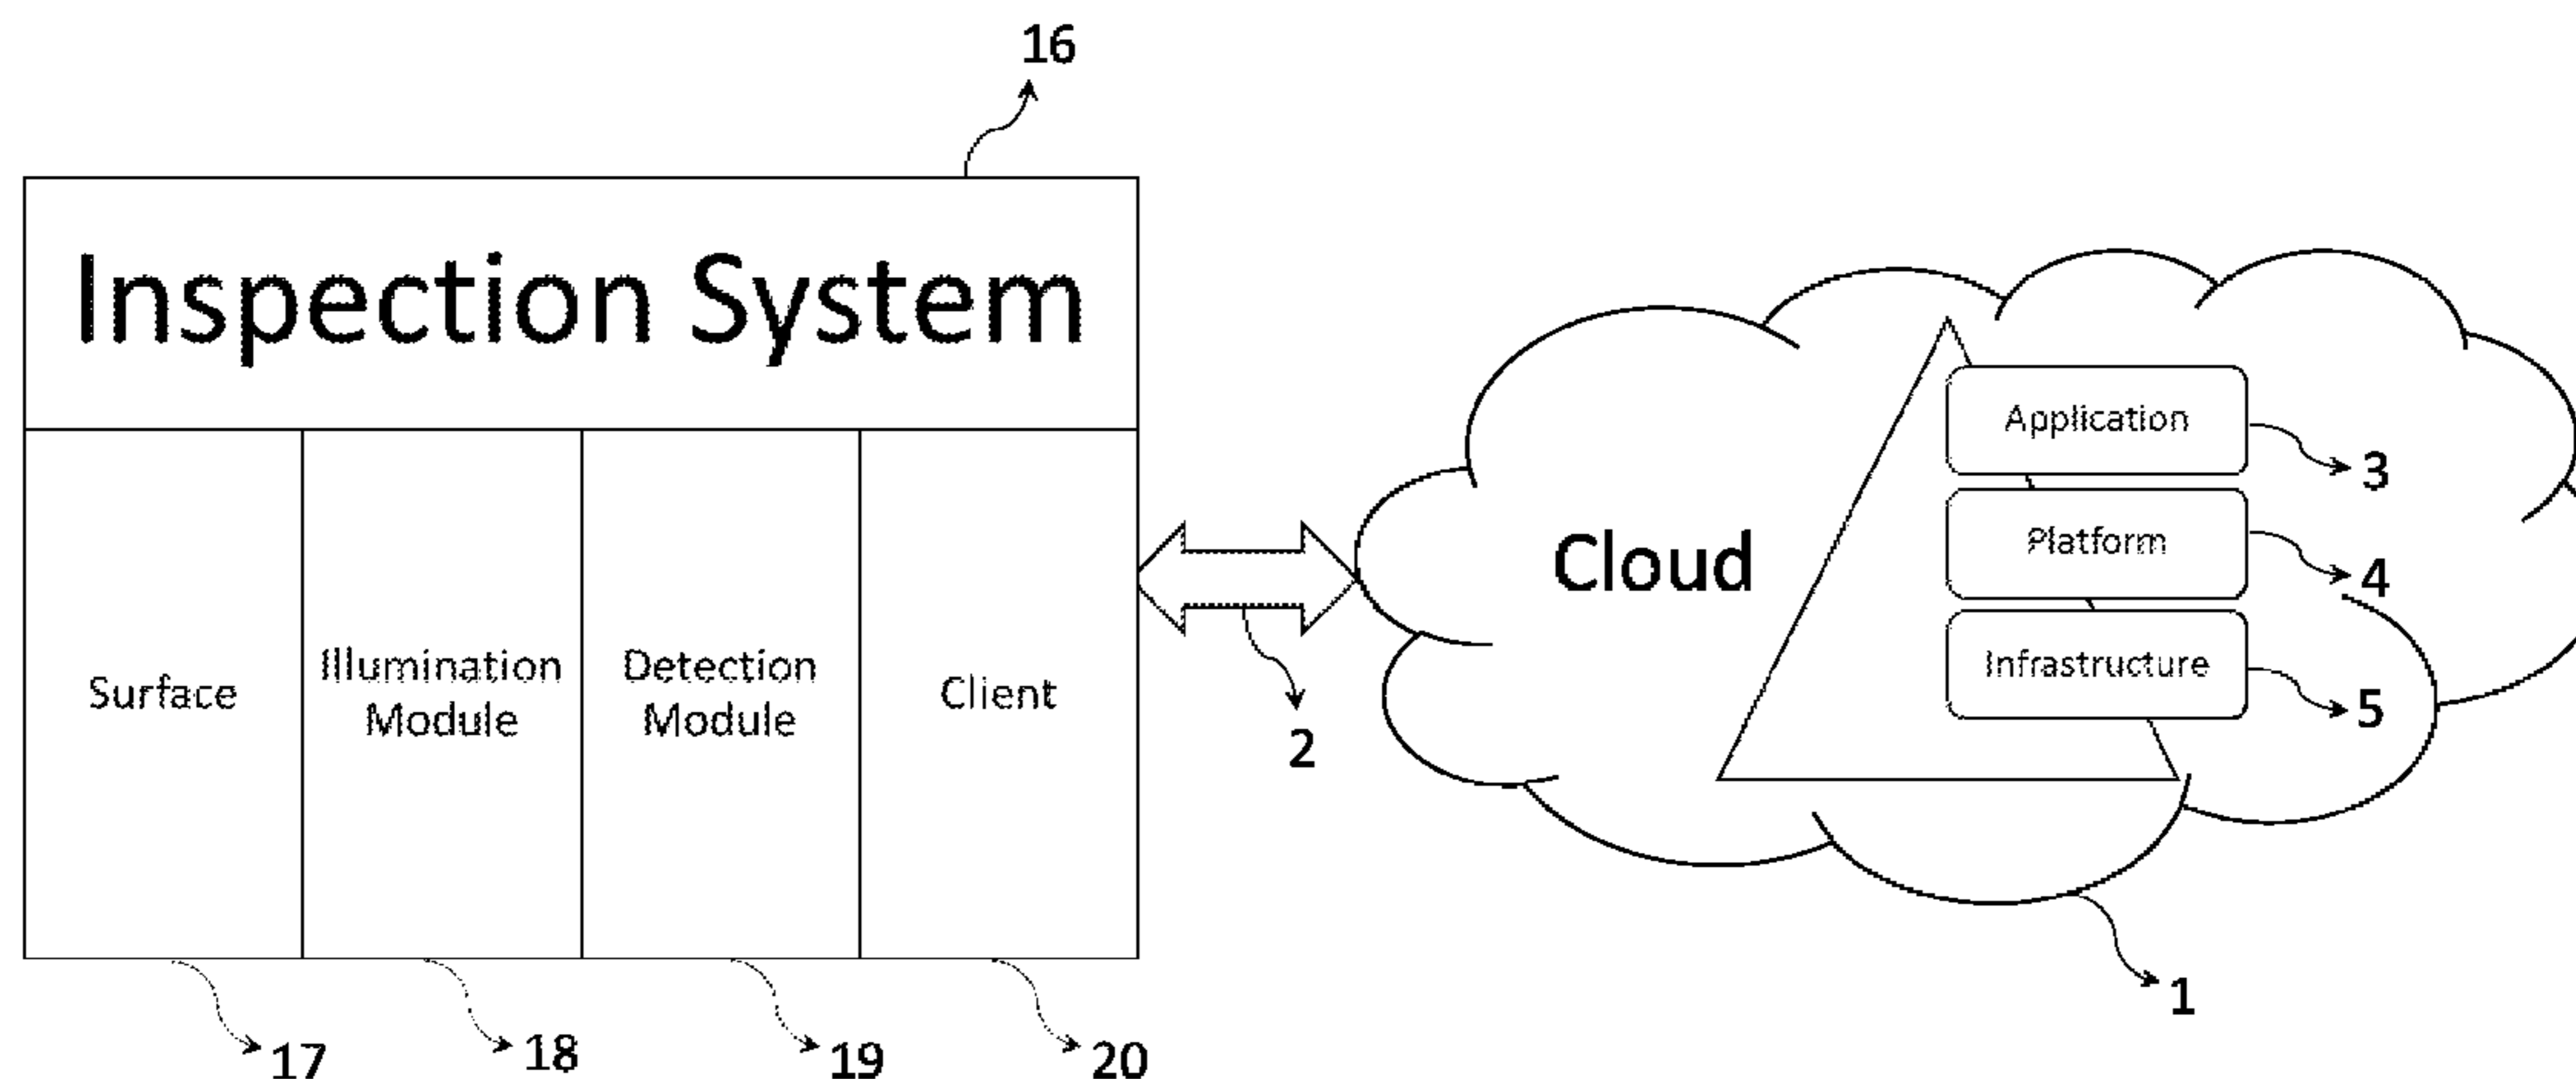 16
Inspection System
Surface
Illumination
Module
Detection
Module
Client
17
18
19
20
2
Cloud
Application
3
Platform
4
Infrastructure
5
1